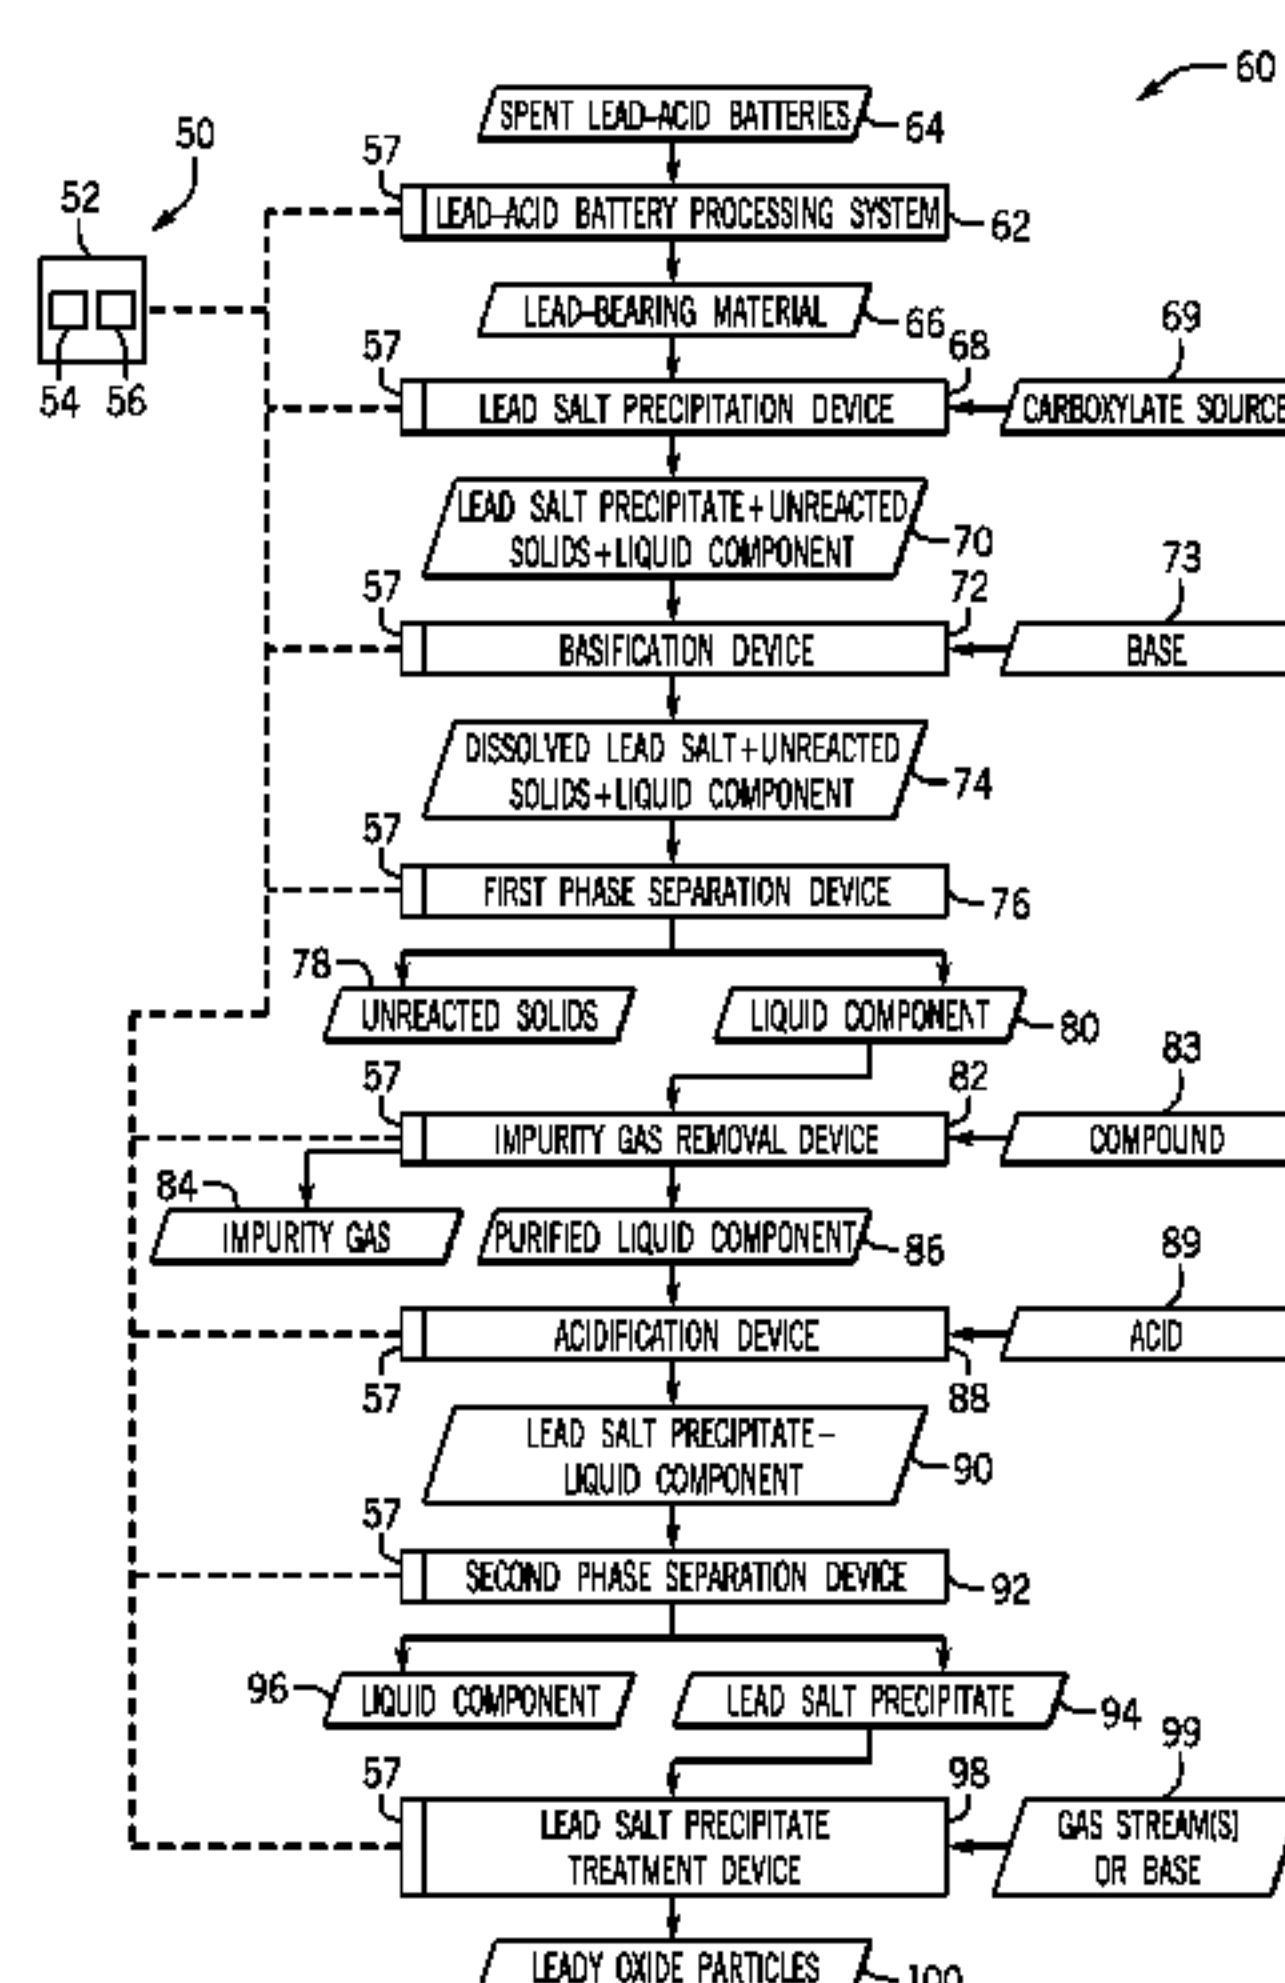 60
SPENT LEAD-ACID BATTERIES
64
50
57
52
LEAD-ACID BATTERY PROCESSING SYSTEM
62
LEAD-BEARING MATERIAL
66
54 56
57
68
69
LEAD SALT PRECIPITATION DEVICE
CARBOXYLATE SOURCE
LEAD SALT PRECIPITATE+UNREACTED
SOLIDS+LIQUID COMPONENT
70
57
72
73
BASIFICATION DEVICE
BASE
DISSOLVED LEAD SALT+UNREACTED
SOLIDS+LIQUID COMPONENT
74
57
FIRST PHASE SEPARATION DEVICE
76
78
UNREACTED SOLIDS
LIQUID COMPONENT
80
57
82
83
IMPURITY GAS REMOVAL DEVICE
COMPOUND
84
IMPURITY GAS
PURIFIED LIQUID COMPONENT
86
89
ACIDIFICATION DEVICE
ACID
57
88
LEAD SALT PRECIPITATE-
LIQUID COMPONENT
90
57
SECOND PHASE SEPARATION DEVICE
92
96
LIQUID COMPONENT
LEAD SALT PRECIPITATE
94
57
98
99
LEAD SALT PRECIPITATE
TREATMENT DEVICE
GAS STREAM(S)
OR BASE
LEADY OXIDE PARTICLES
100